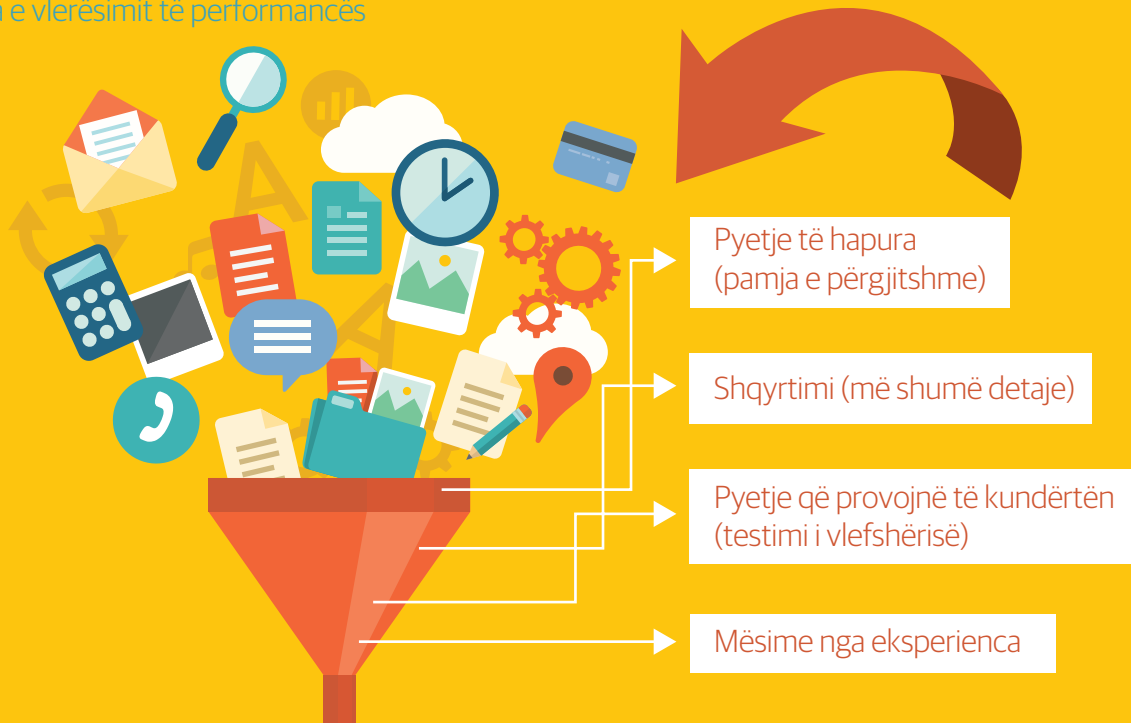 e vlerësimit të performancës
Pyetje të hapura
(pamja e përgjitshme)
Shqyrtimi (më shumë detaje)
Pyetje që provojnë të kundërtën
(testimi i vlefshërisë)
Mësime nga eksperienca